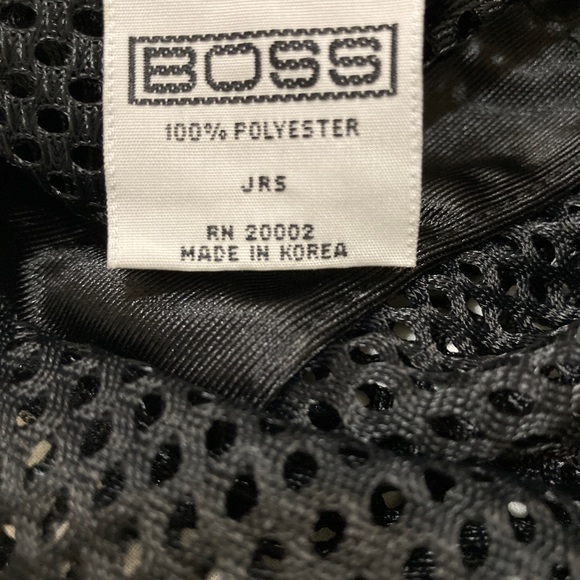 BOSS
100% POLYESTER
JRS
RN 20002
MADE IN KOREA